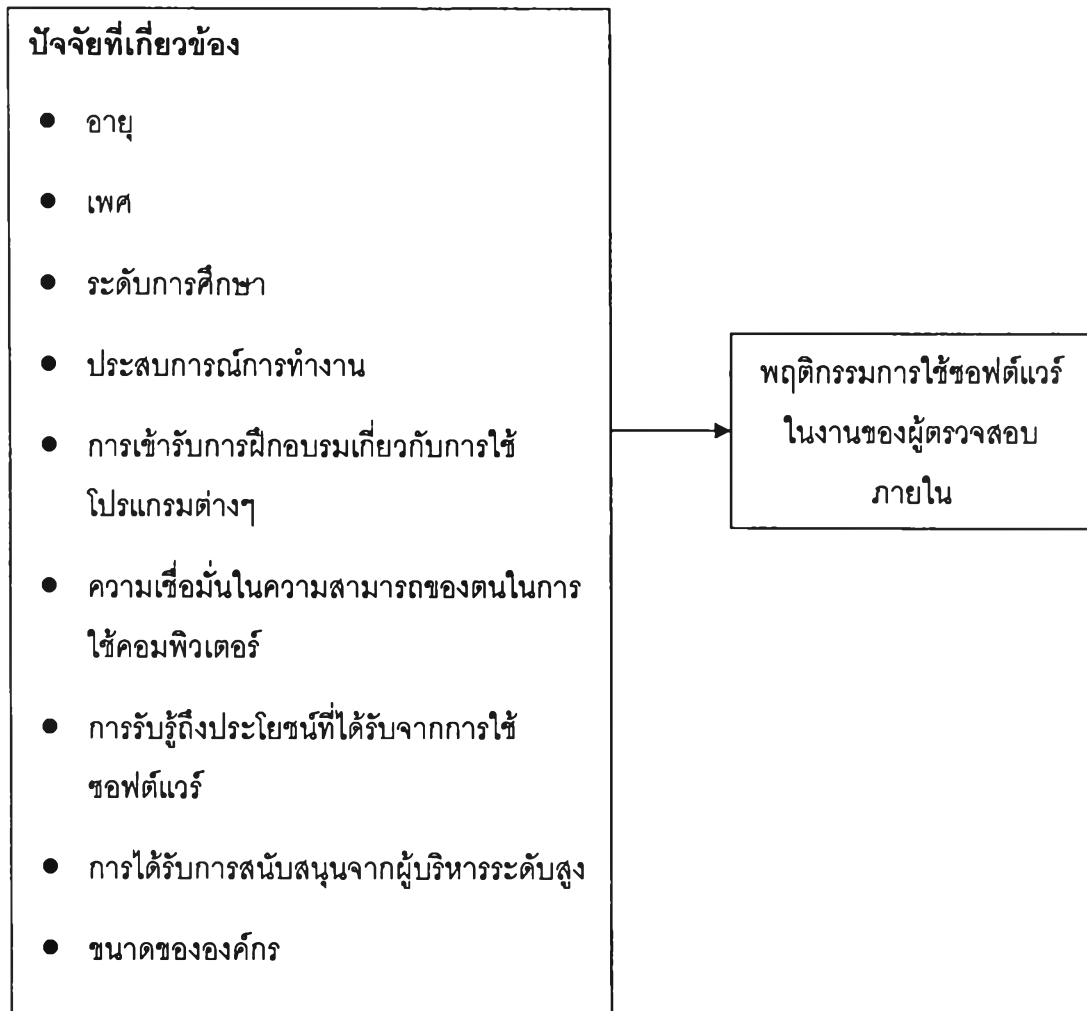 ปัจจัยที่เกี่ยวข้อง
● อายุ
● เพศ
● ระดับการศึกษา
● ประสบการณ์การทำงาน
● การเข้ารับการฝึกอบรมเกี่ยวกับการใช้
โปรแกรมต่างๆ
● ความเชื่อมั่นในความสามารถของตนในการ
ใช้คอมพิวเตอร์
● การรับรู้ถึงประโยชน์ที่ได้รับจากการใช้
ซอฟต์แวร์
● การได้รับการสนับสนุนจากผู้บริหารระดับสูง
● ขนาดขององค์กร
พฤติกรรมการใช้ซอฟต์แวร์
ในงานของผู้ตรวจสอบ
ภายใน